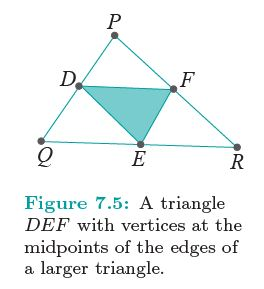 P
D
F
Q
E
R
Figure 7.5: A triangle
DEF with vertices at the
midpoints of the edges of
a larger triangle.